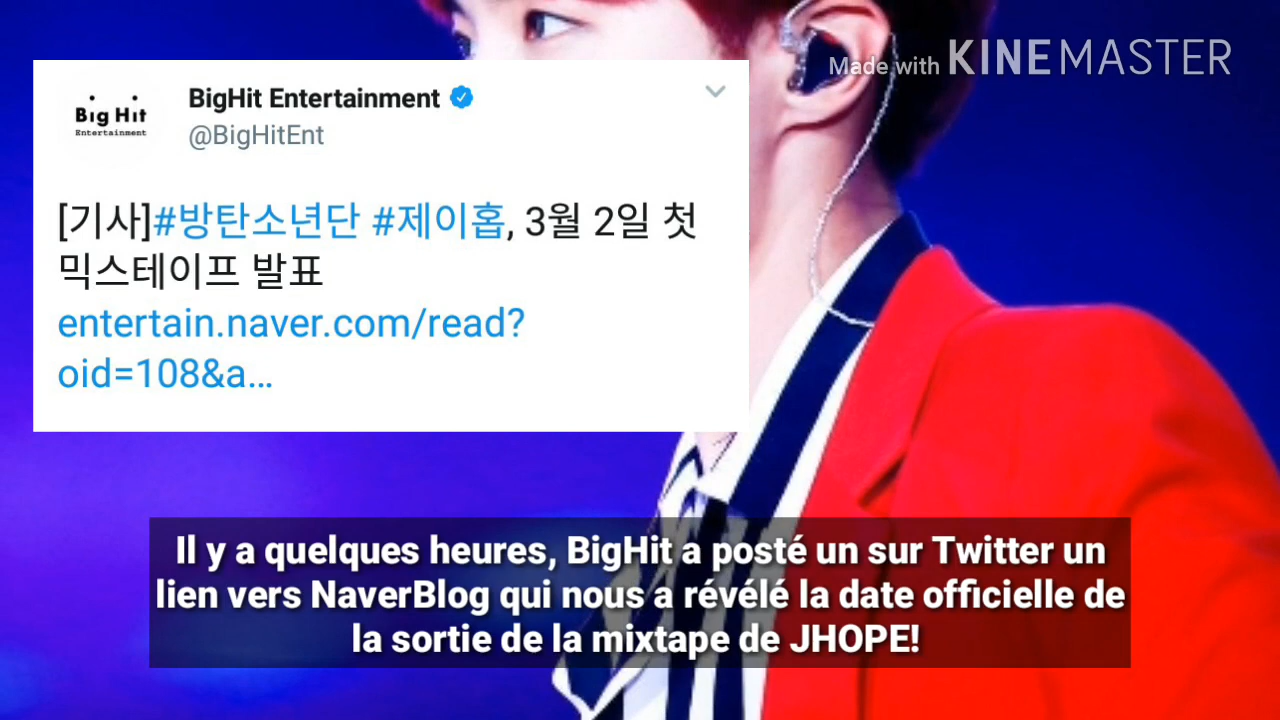 Made with KINEMASTER
Big Hit
Entertainment
BigHit Entertainment
@BigHitEnt
[기사]#방탄소년단 #제이홉, 3월 2일 첫
믹스테이프 발표
entertain.naver.com/read?
oid=108&a...
Il y a quelques heures, BigHit a posté un sur Twitter un
lien vers NaverBlog qui nous a révélé la date officielle de
la sortie de la mixtape de JHOPE!